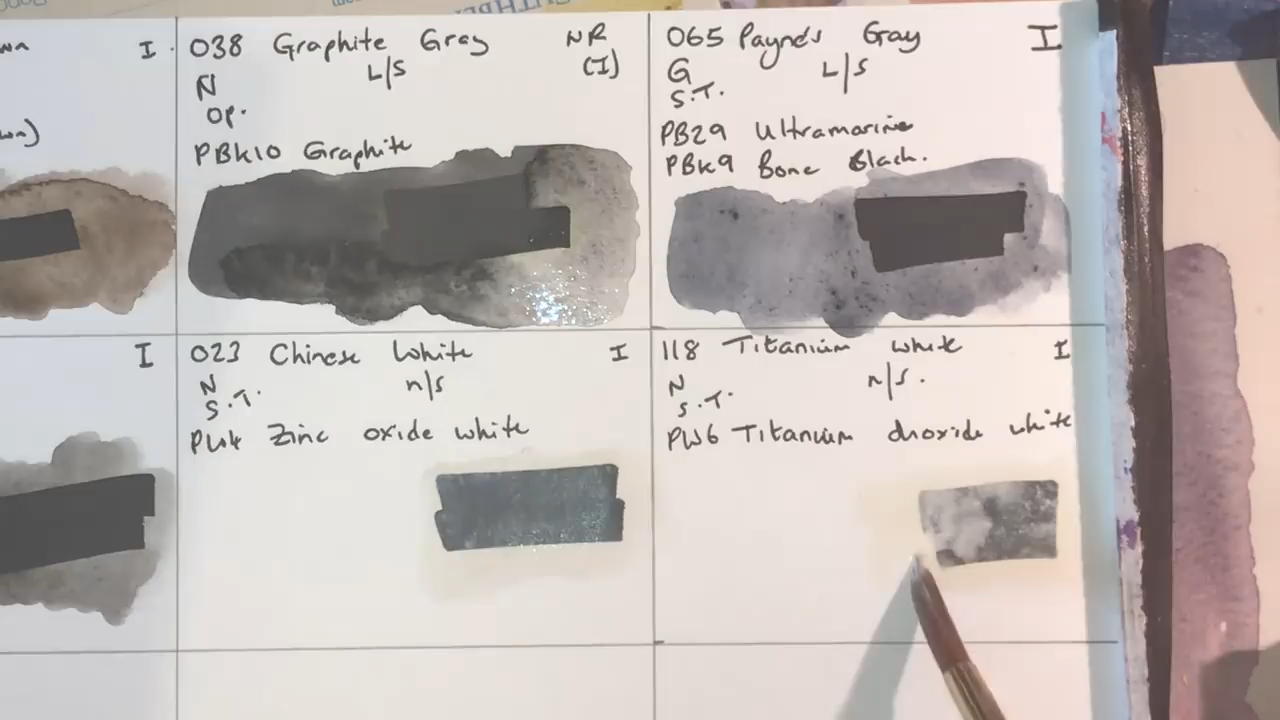 I
038 Graphite Gray NR
L/S (I)
N
Op.
PBk10 Graphite
065 Payne's Gray I
G L/S
S.T.
PB29 Ultramarine
PBk9 Bone Black.
I
023 Chinese White I
N n/s
S.T.
PW4 Zinc oxide white
118 Titanium white I
N n/s.
S.T.
PW6 Titanium dioxide white